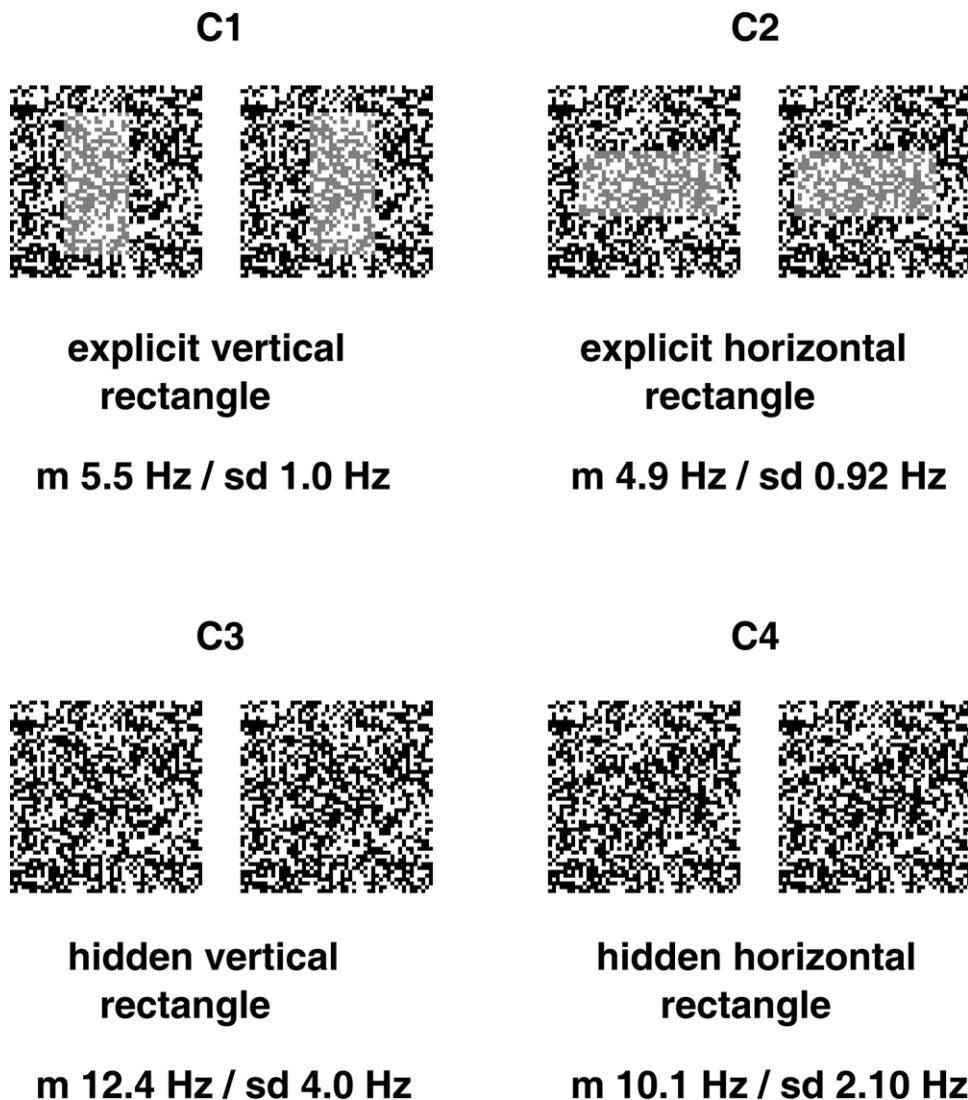 C1
C2
explicit vertical
rectangle
explicit horizontal
rectangle
m 5.5 Hz / sd 1.0 Hz
m 4.9 Hz / sd 0.92 Hz
C3
C4
hidden vertical
rectangle
hidden horizontal
rectangle
m 12.4 Hz / sd 4.0 Hz
m 10.1 Hz / sd 2.10 Hz